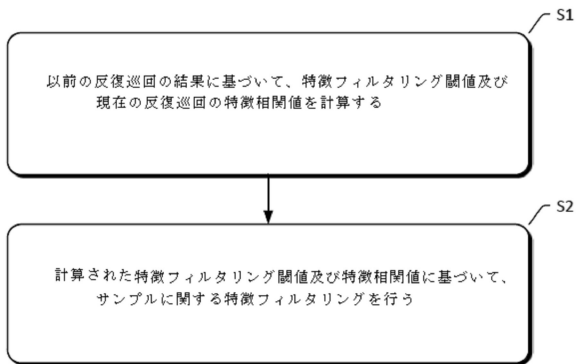 S1
以前の反復巡回の結果に基づいて、特徴フィルタリング閾値及び
現在の反復巡回の特徴相関値を計算する
S2
計算された特徴フィルタリング閾値及び特徴相関値に基づいて、
サンプルに関する特徴フィルタリングを行う